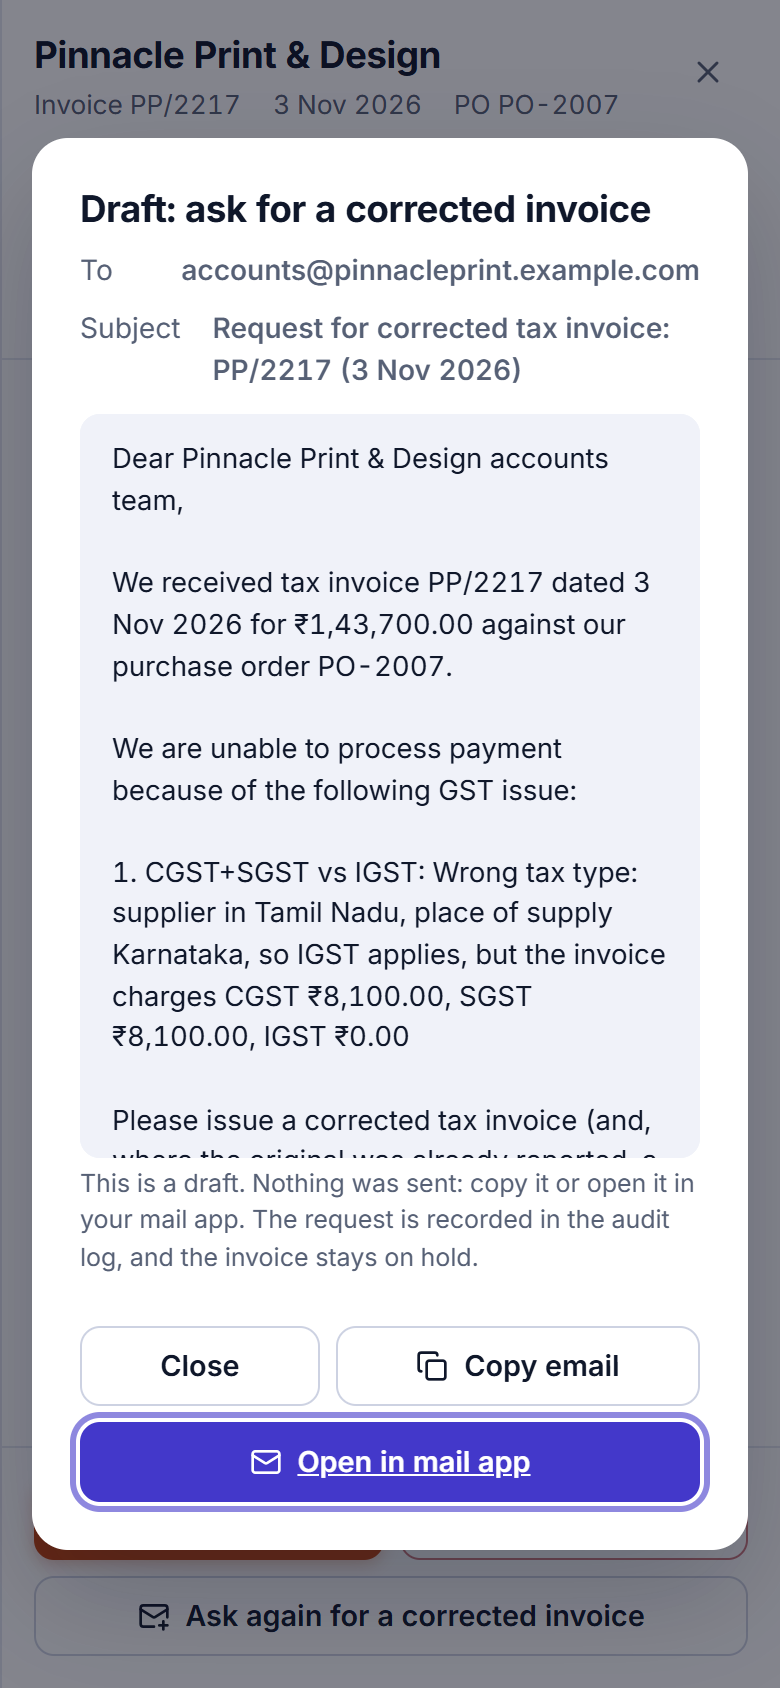 Pinnacle Print & Design
Invoice PP/2217 3 Nov 2026 PO PO-2007
Draft: ask for a corrected invoice
To accounts@pinnacleprint.example.com
Subject Request for corrected tax invoice:
PP/2217 (3 Nov 2026)
Dear Pinnacle Print & Design accounts
team,
We received tax invoice PP/2217 dated 3
Nov 2026 for ₹1,43,700.00 against our
purchase order PO-2007.
We are unable to process payment
because of the following GST issue:
1. CGST+SGST vs IGST: Wrong tax type:
supplier in Tamil Nadu, place of supply
Karnataka, so IGST applies, but the invoice
charges CGST ₹8,100.00, SGST
₹8,100.00, IGST ₹0.00
Please issue a corrected tax invoice (and,
where the original was already reported, a
This is a draft. Nothing was sent: copy it or open it in
your mail app. The request is recorded in the audit
log, and the invoice stays on hold.
Close
Copy email
Open in mail app
Ask again for a corrected invoice